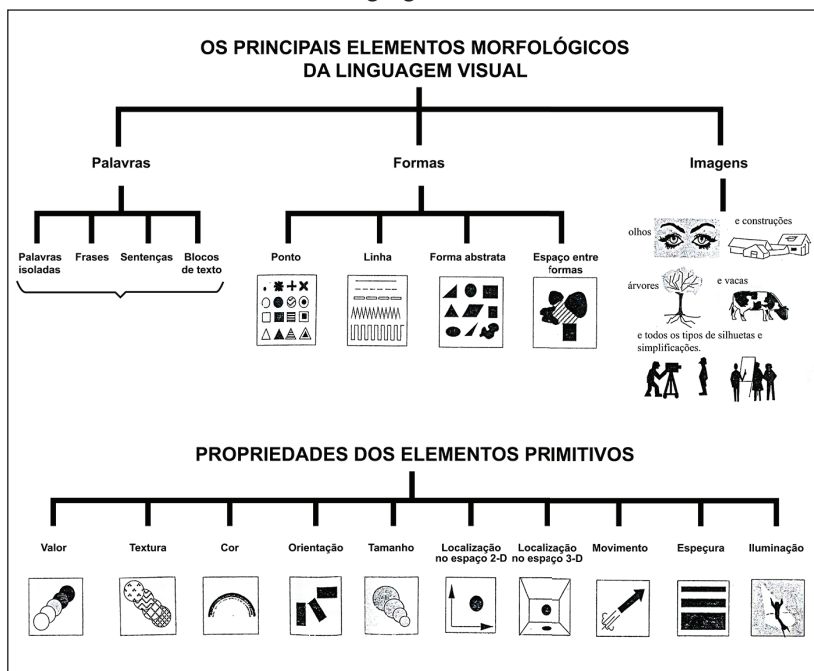 OS PRINCIPAIS ELEMENTOS MORFOLÓGICOS
DA LINGUAGEM VISUAL
Palavras
Formas
Imagens
Palavras
isoladas
Frases
Sentenças
Blocos
de texto
Ponto
Linha
Forma abstrata
Espaço entre
formas
olhos
e construções
árvores
e vacas
e todos os tipos de silhuetas e
simplificações.
PROPRIEDADES DOS ELEMENTOS PRIMITIVOS
Valor
Textura
Cor
Orientação
Tamanho
Localização
no espaço 2-D
Localização
no espaço 3-D
Movimento
Espeçura
Iluminação